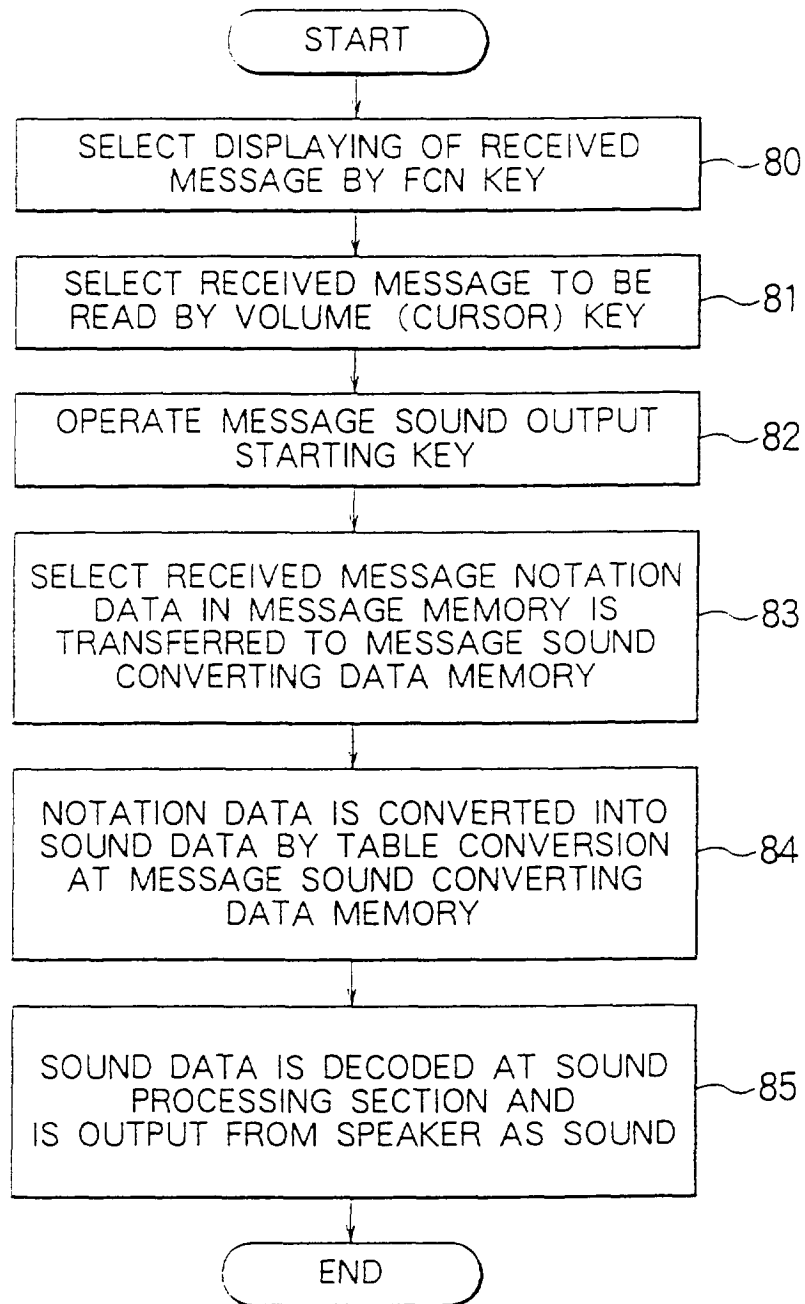 START
SELECT DISPLAYING OF RECEIVED
MESSAGE BY FCN KEY
80
SELECT RECEIVED MESSAGE TO BE
READ BY VOLUME (CURSOR) KEY
81
OPERATE MESSAGE SOUND OUTPUT
STARTING KEY
82
SELECT RECEIVED MESSAGE NOTATION
DATA IN MESSAGE MEMORY IS
TRANSFERRED TO MESSAGE SOUND
CONVERTING DATA MEMORY
83
NOTATION DATA IS CONVERTED INTO
SOUND DATA BY TABLE CONVERSION
AT MESSAGE SOUND CONVERTING
DATA MEMORY
84
SOUND DATA IS DECODED AT SOUND
PROCESSING SECTION AND
IS OUTPUT FROM SPEAKER AS SOUND
85
END